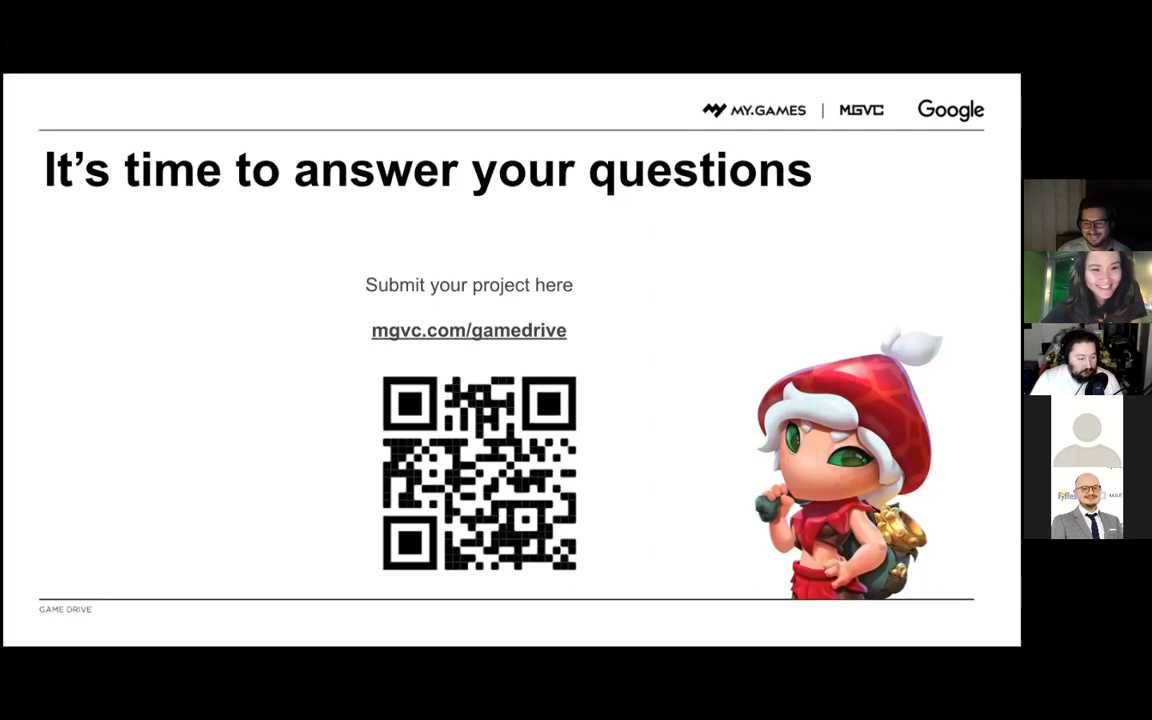 MY.GAMES | MGVC Google
It's time to answer your questions
Submit your project here
mgvc.com/gamedrive
GAME DRIVE
fyffes